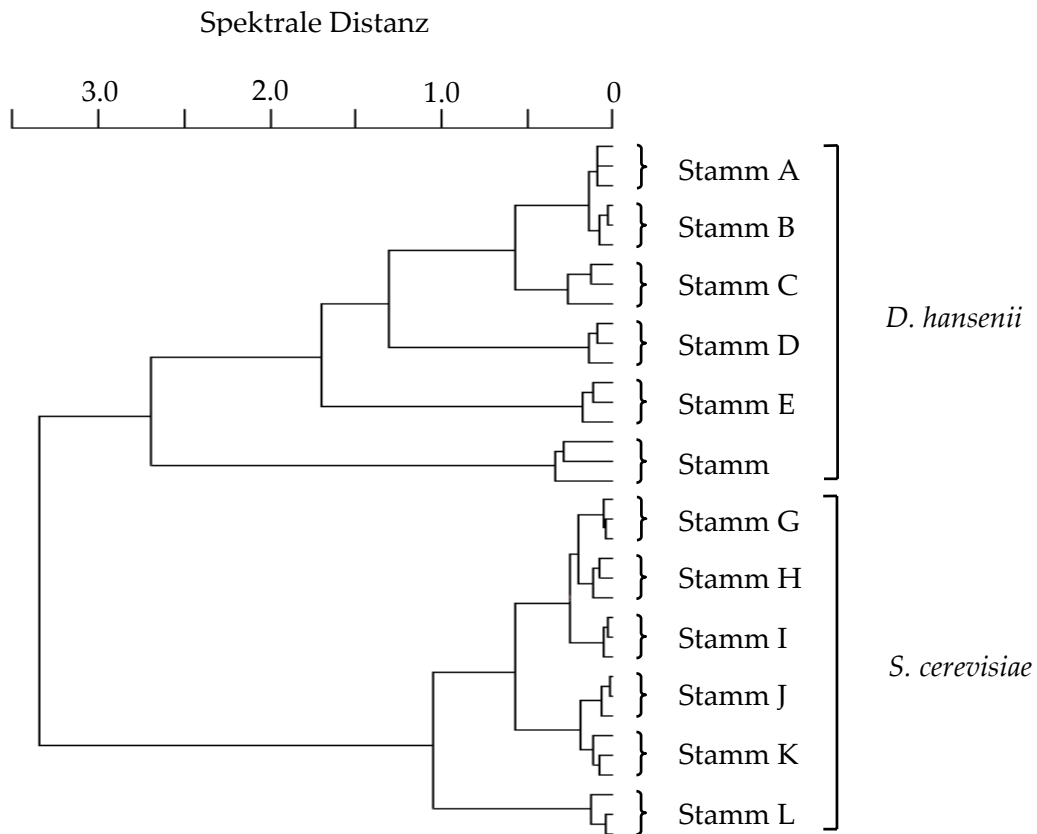 Spektrale Distanz
3.0 2.0 1.0 0
Stamm A
Stamm B
Stamm C
D. hansenii
Stamm D
Stamm E
Stamm
Stamm G
Stamm H
Stamm I
S. cerevisiae
Stamm J
Stamm K
Stamm L